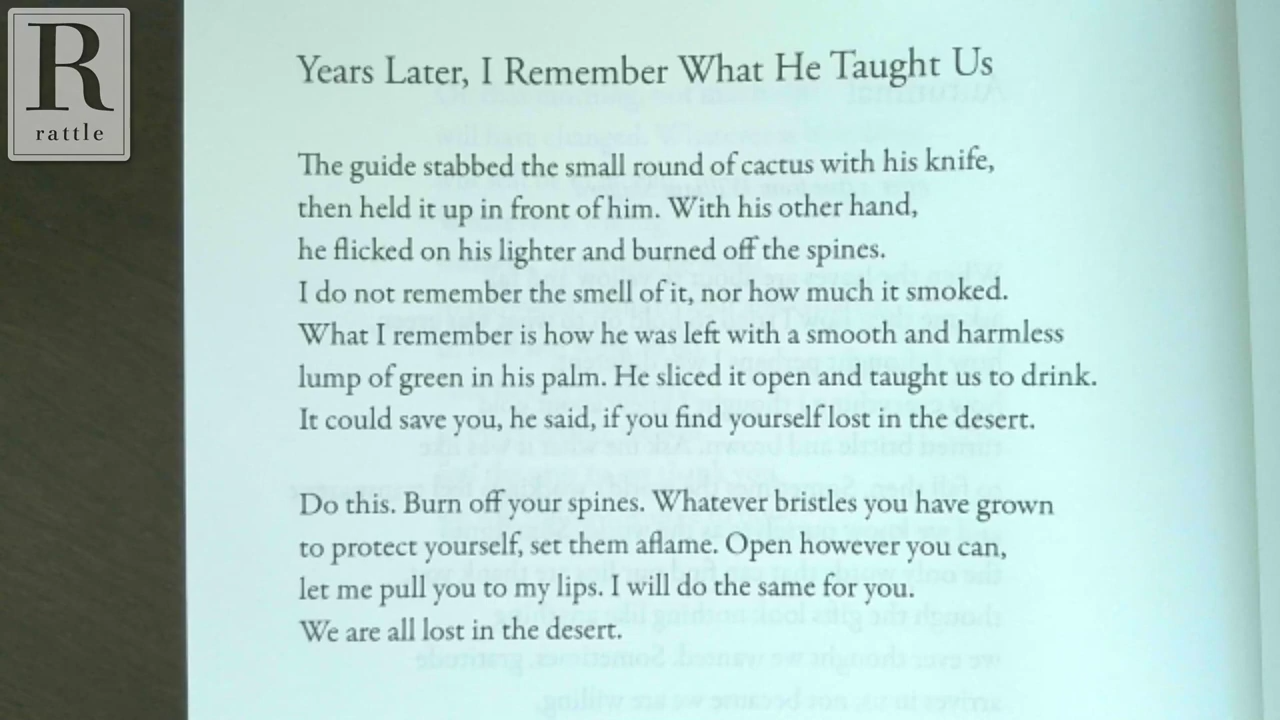 R
rattle
Years Later, I Remember What He Taught Us
The guide stabbed the small round of cactus with his knife,
then held it up in front of him. With his other hand,
he flicked on his lighter and burned off the spines.
I do not remember the smell of it, nor how much it smoked.
What I remember is how he was left with a smooth and harmless
lump of green in his palm. He sliced it open and taught us to drink.
It could save you, he said, if you find yourself lost in the desert.
Do this. Burn off your spines. Whatever bristles you have grown
to protect yourself, set them aflame. Open however you can,
let me pull you to my lips. I will do the same for you.
We are all lost in the desert.